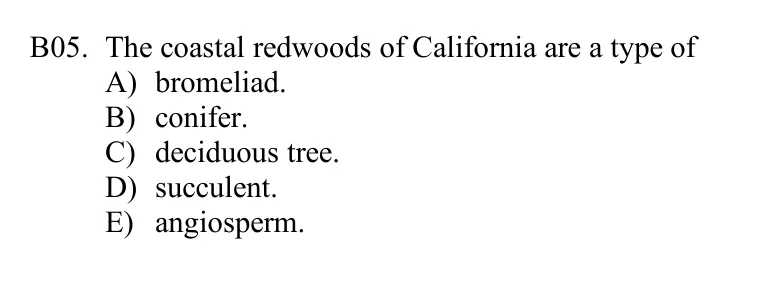 B05. The coastal redwoods of California are a type of
A) bromeliad.
B) conifer.
C) deciduous tree.
D) succulent.
E) angiosperm.